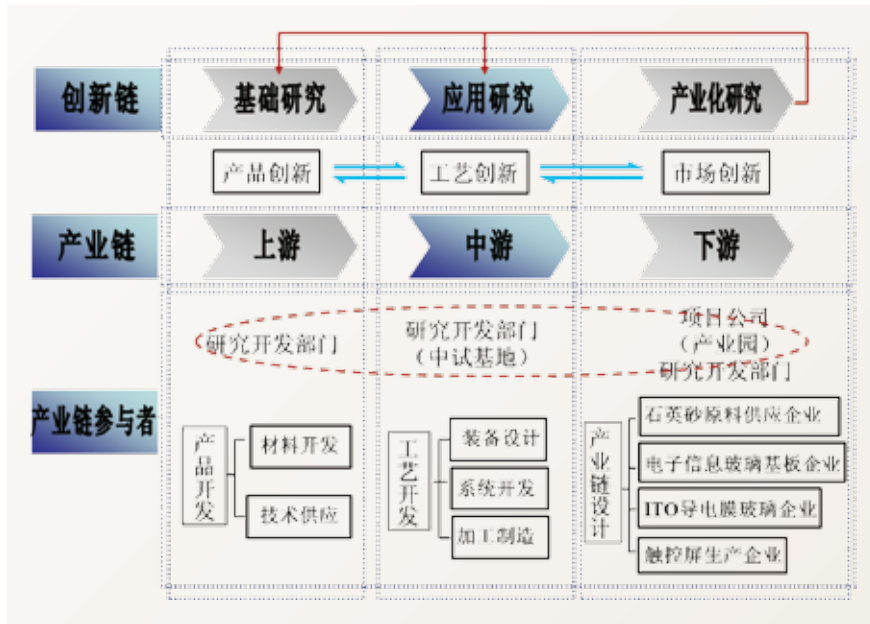 创新链
基础研究
应用研究
产业化研究
产品创新
工艺创新
市场创新
产业链
上游
中游
下游
产业链参与者
研究开发部门
研究开发部门
（中试基地）
项目公司
（产业园）
研究开发部门
产品开发
材料开发
技术供应
工艺开发
装备设计
系统开发
加工制造
产业链设计
石英砂原料供应企业
电子信息玻璃基板企业
ITO导电膜玻璃企业
触控屏生产企业